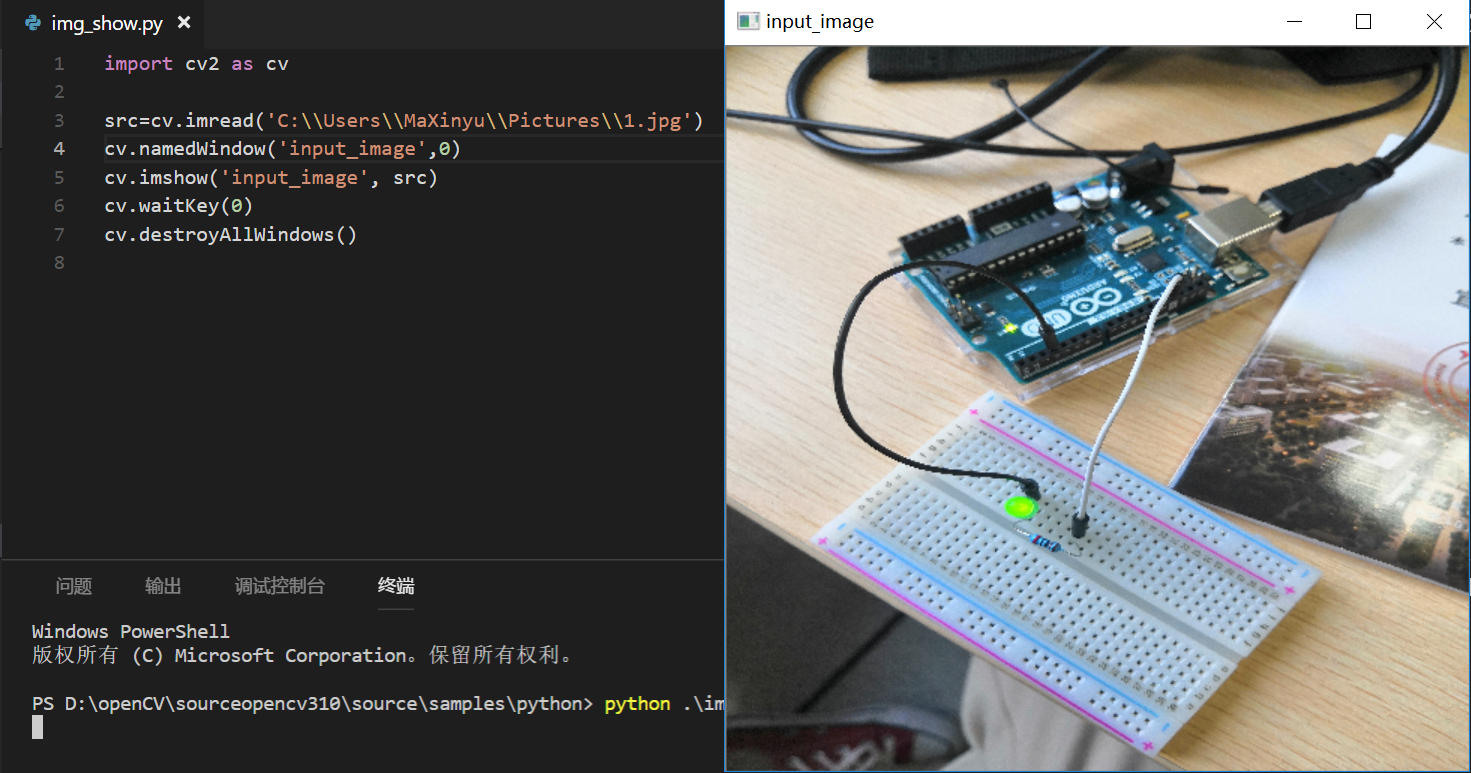 img_show.py
1 import cv2 as cv
2
3 src=cv.imread('C:\\Users\\MaXinyu\\Pictures\\1.jpg')
4 cv.namedWindow('input_image',0)
5 cv.imshow('input_image', src)
6 cv.waitKey(0)
7 cv.destroyAllWindows()
8
问题 输出 调试控制台 终端
Windows PowerShell
版权所有 (C) Microsoft Corporation。保留所有权利。
PS D:\openCV\sourceopencv310\source\samples\python> python .\im
input_image
ARDUINO
UNO